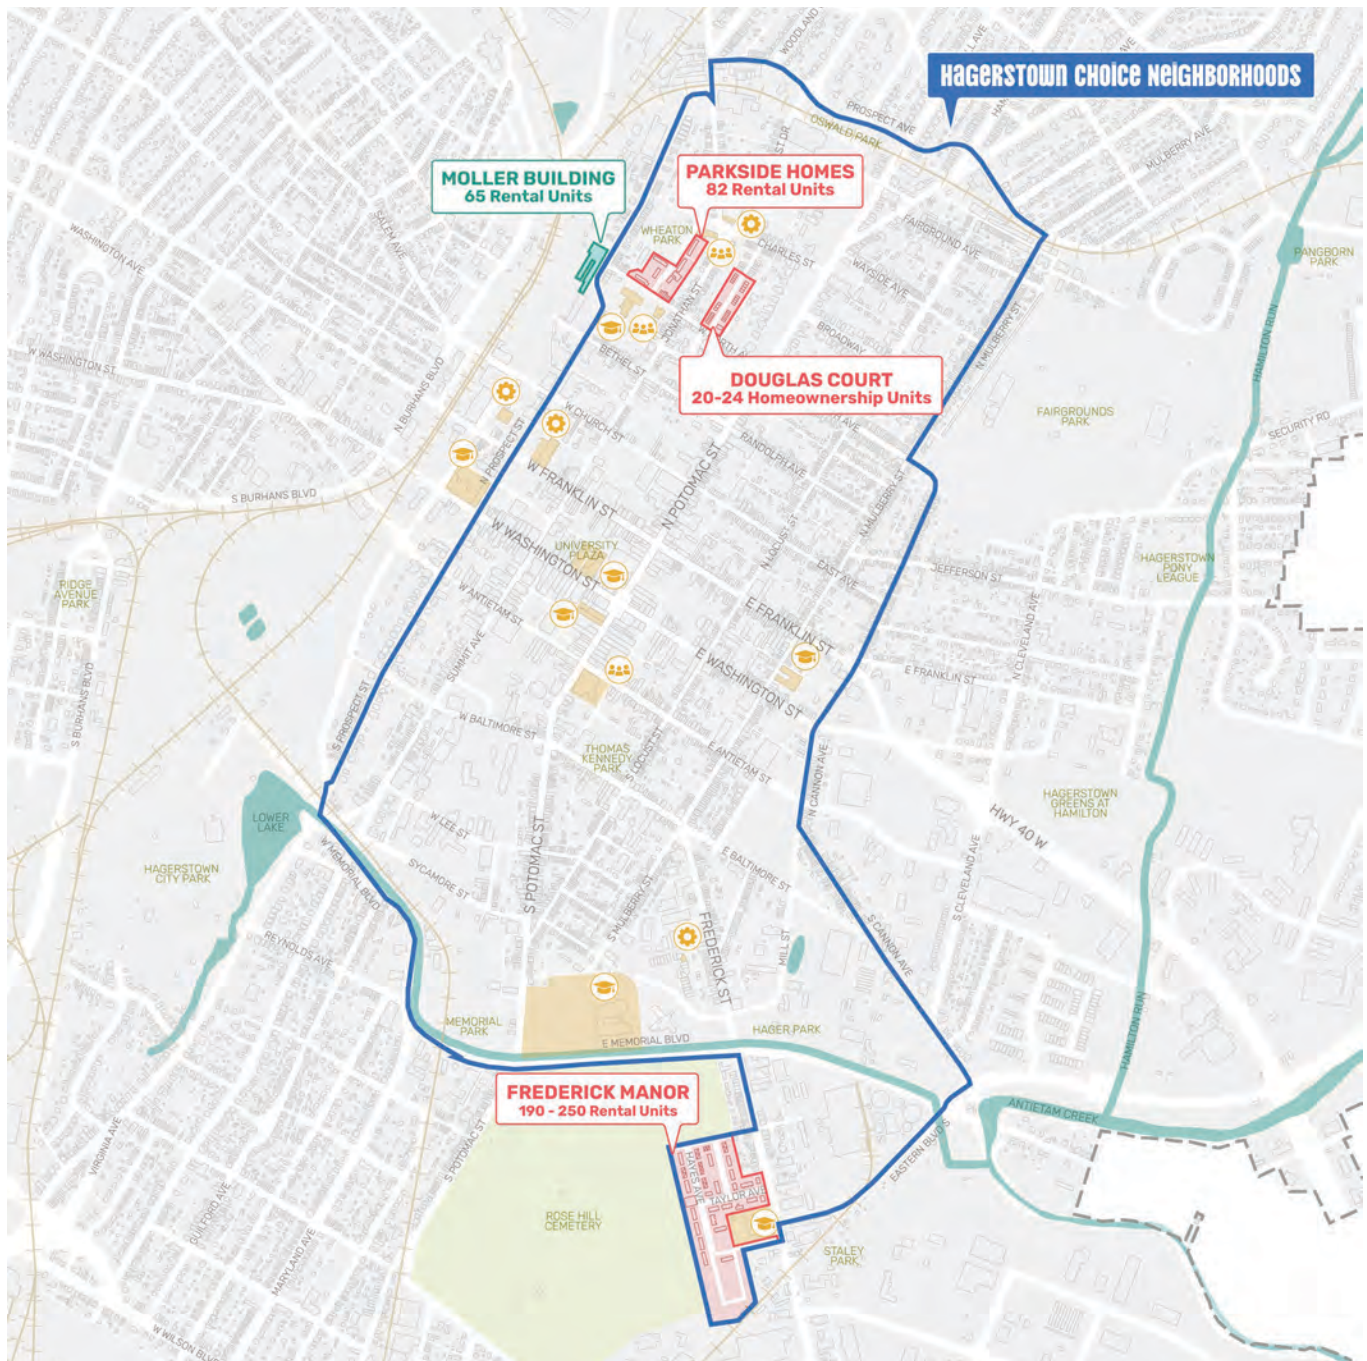 WOODLAND
HAGERSTOWN CHOICE NEIGHBORHOODS
PROSPECT AVE
OSWALD PARK
MULBERRY AVE
MOLLER BUILDING
65 Rental Units
PARKSIDE HOMES
82 Rental Units
SALEM AVE
WASHINGTON AVE
WHEATON
PARK
CHARLES ST
FAIRGROUND AVE
WAYSIDE AVE
PANGBORN
PARK
JONATHAN ST
BROADWAY
N MULBERRY ST
HAMILTON RUN
W WASHINGTON ST
N BURHANS BLVD
BETHEL ST
DOUGLAS COURT
20-24 Homeownership Units
FAIRGROUNDS
PARK
SECURITY RD
W CHURCH ST
N PROSPECT ST
RANDOLPH AVE
N POTOMAC ST
W FRANKLIN ST
S BURHANS BLVD
N MULBERRY ST
N LOCUST ST
UNIVERSITY
PLAZA
W WASHINGTON ST
EAST AVE
JEFFERSON ST
HAGERSTOWN
PONY
LEAGUE
RIDGE
AVENUE
PARK
W ANTIETAM ST
E FRANKLIN ST
N CLEVELAND AVE
SUMMIT AVE
E WASHINGTON ST
E FRANKLIN ST
S BURHANS BLVD
S PROSPECT ST
W BALTIMORE ST
THOMAS
KENNEDY
PARK
S LOCUST ST
E ANTIETAM ST
N CANNON AVE
HAGERSTOWN
GREENS AT
HAMILTON
HWY 40 W
LOWER
LAKE
W LEE ST
W MEMORIAL BLVD
HAGERSTOWN
CITY PARK
SYCAMORE ST
S POTOMAC ST
E BALTIMORE ST
S CLEVELAND AVE
S MULBERRY ST
FREDERICK ST
MILL ST
S CANNON AVE
REYNOLDS AVE
MEMORIAL
PARK
HAGER PARK
E MEMORIAL BLVD
HAMILTON RUN
FREDERICK MANOR
190 - 250 Rental Units
ANTIETAM CREEK
VIRGINIA AVE
S POTOMAC ST
EASTERN BLVD S
HAYES AVE
TAYLOR AVE
GUILFORD AVE
ROSE HILL
CEMETERY
STALEY
PARK
MARYLAND AVE
W WILSON BLVD